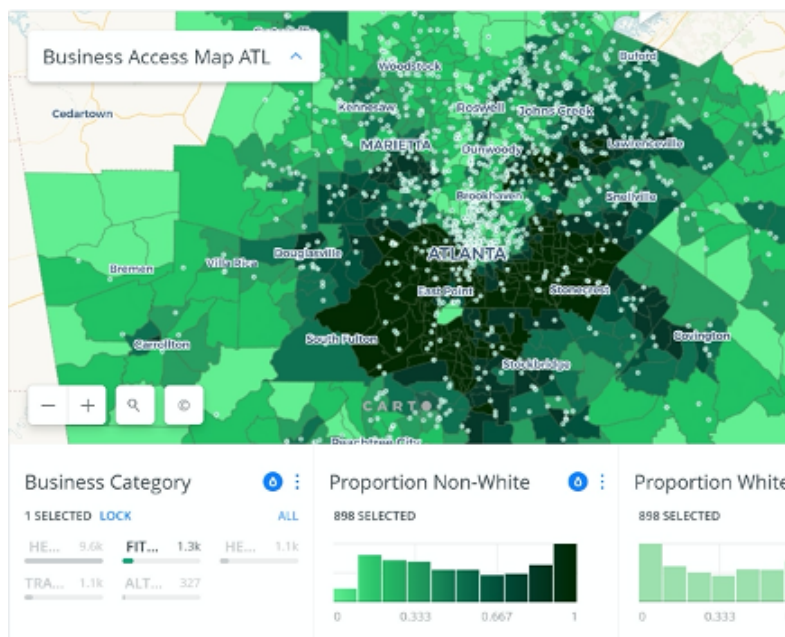 Business Access Map ATL
Woodstock
Buford
Cedartown
Kennesaw
Roswell
Johns Creek
MARIETTA
Dunwoody
Lawrenceville
Brookhaven
Snellville
ATLANTA
Douglasville
Villa Rica
Bremen
East Point
Stonecrest
South Fulton
Covington
Carrollton
Stockbridge
CARTO
Peachtree City
− + ©
Business Category
1 SELECTED LOCK ALL
HE... 9.6k FIT... 1.3k HE... 1.1k
TRA... 1.1k ALT... 327
Proportion Non-White
898 SELECTED
0 0.333 0.667 1
Proportion White
898 SELECTED
0 0.333